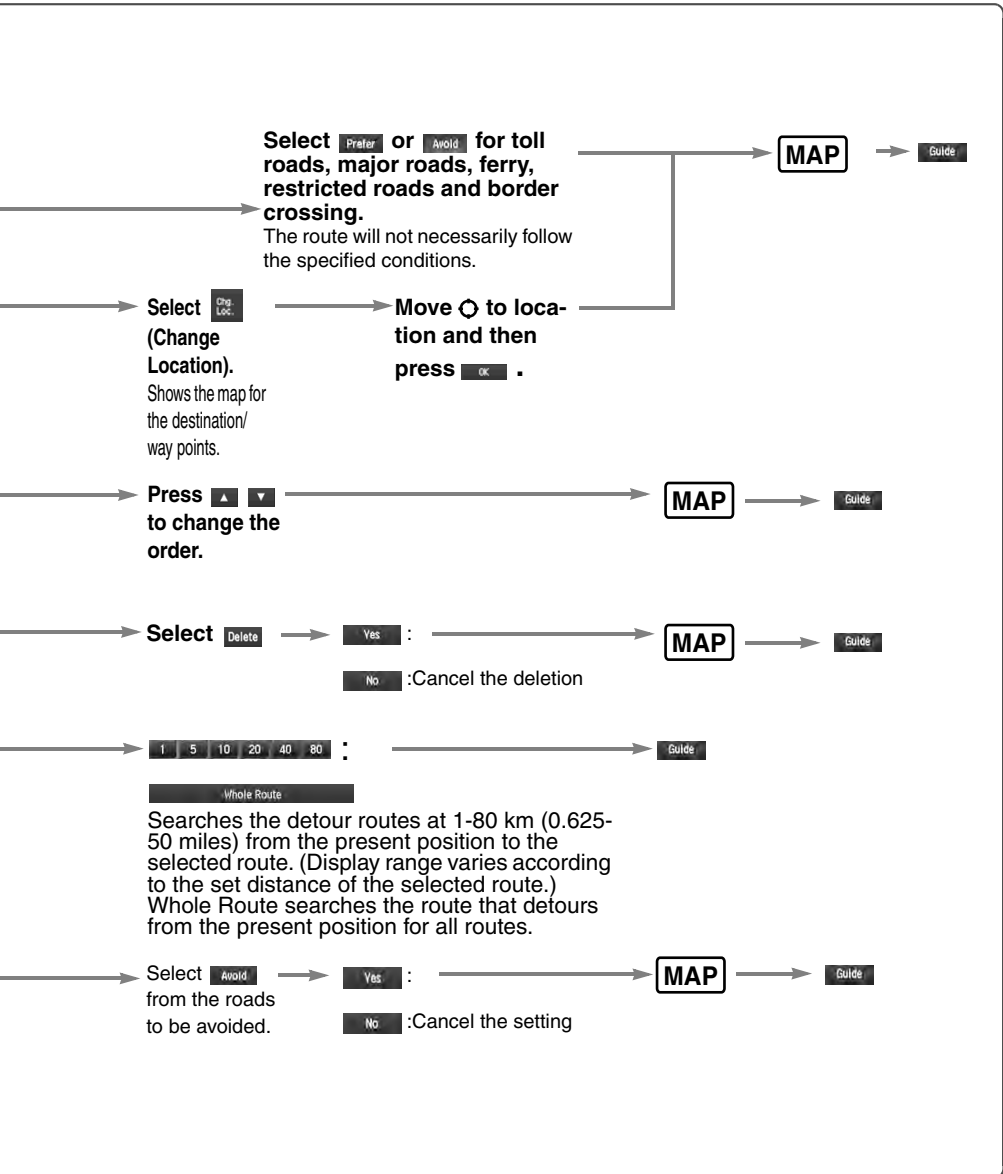 Select Prefer or Avoid for toll
roads, major roads, ferry,
restricted roads and border
crossing.
The route will not necessarily follow
the specified conditions.
MAP
Guide
Select Chg. Loc.
(Change
Location).
Shows the map for
the destination/
way points.
Move to loca-
tion and then
press OK .
Press ▲ ▼
to change the
order.
MAP
Guide
Select Delete
Yes :
No :Cancel the deletion
MAP
Guide
1 5 10 20 40 80 :
Guide
Whole Route
Searches the detour routes at 1-80 km (0.625-
50 miles) from the present position to the
selected route. (Display range varies according
to the set distance of the selected route.)
Whole Route searches the route that detours
from the present position for all routes.
Select Avoid
from the roads
to be avoided.
Yes :
No :Cancel the setting
MAP
Guide